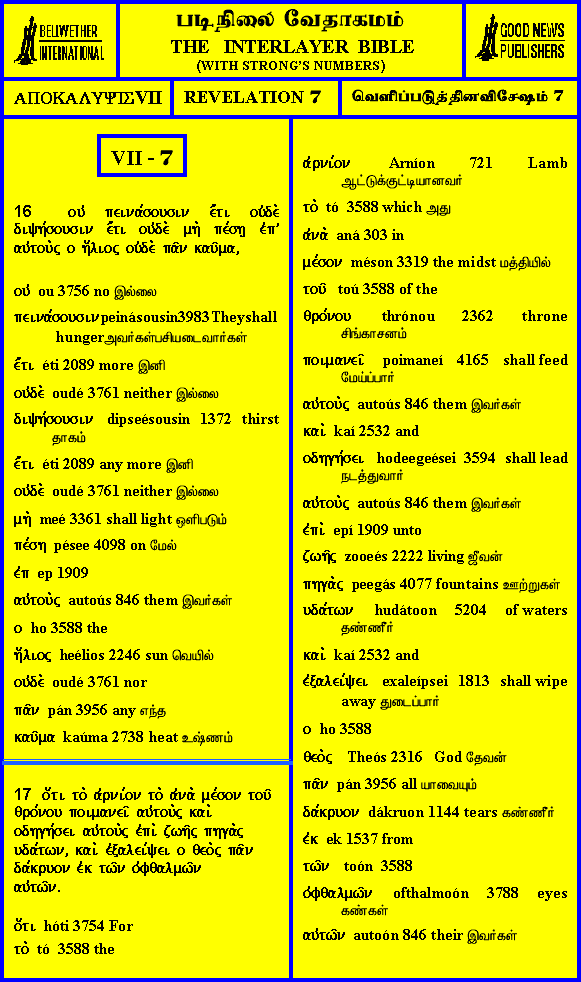 BELIWETHER
INTERNATIONAL
படிநிலை வேதாகமம்
THE INTERLAYER BIBLE
(WITH STRONG'S NUMBERS)
GOOD NEWS
PUBLISHERS
ΑΠΟΚΑΛΥΨΙΣVII
REVELATION 7
வெளிப்படுத்தினவிசேஷம் 7
VII - 7
16 οὐ πεινάσουσιν ἔτι οὐδὲ
διψήσουσιν ἔτι οὐδὲ μὴ πέσῃ ἐπ'
αὐτοὺς ο ἥλιος οὐδὲ πᾶν καῦμα,
οὐ ou 3756 no இல்லை
πεινάσουσιν peinásousin3983 Theyshall
hungerஅவர்கள்பசியடைவார்கள்
ἔτι éti 2089 more இனி
οὐδὲ oudé 3761 neither இல்லை
διψήσουσιν dipseésousin 1372 thirst
தாகம்
ἔτι éti 2089 any more இனி
οὐδὲ oudé 3761 neither இல்லை
μὴ meé 3361 shall light ஒளிபடும்
πέσῃ pésee 4098 on மேல்
ἐπ ep 1909
αὐτοὺς autoús 846 them இவர்கள்
ο ho 3588 the
ἥλιος heélios 2246 sun வெயில்
οὐδὲ oudé 3761 nor
πᾶν pán 3956 any எந்த
καῦμα kaúma 2738 heat உஷ்ணம்
17 ὅτι τὸ ἀρνίον τὸ ἀνὰ μέσον τοῦ
θρόνου ποιμανεῖ αὐτοὺς καὶ
οδηγήσει αὐτοὺς ἐπὶ ζωῆς πηγὰς
υδάτων, καὶ ἐξαλείψει ο θεὸς πᾶν
δάκρυον ἐκ τῶν ὀφθαλμῶν
αὐτῶν.
ὅτι hóti 3754 For
τὸ tó 3588 the
ἀρνίον Arníon 721 Lamb
ஆட்டுக்குட்டியானவர்
τὸ tó 3588 which அது
ἀνὰ aná 303 in
μέσον méson 3319 the midst மத்தியில்
τοῦ toú 3588 of the
θρόνου thrónou 2362 throne
சிங்காசனம்
ποιμανεῖ poimaneí 4165 shall feed
மேய்ப்பார்
αὐτοὺς autoús 846 them இவர்கள்
καὶ kaí 2532 and
οδηγήσει hodeegeései 3594 shall lead
நடத்துவார்
αὐτοὺς autoús 846 them இவர்கள்
ἐπὶ epí 1909 unto
ζωῆς zooeés 2222 living ஜீவன்
πηγὰς peegás 4077 fountains ஊற்றுகள்
υδάτων hudátoon 5204 of waters
தண்ணீர்
καὶ kaí 2532 and
ἐξαλείψει exaleípsei 1813 shall wipe
away துடைப்பார்
ο ho 3588
θεὸς Theós 2316 God தேவன்
πᾶν pán 3956 all யாவையும்
δάκρυον dákruon 1144 tears கண்ணீர்
ἐκ ek 1537 from
τῶν toón 3588
ὀφθαλμῶν ofthalmoón 3788 eyes
கண்கள்
αὐτῶν autoón 846 their இவர்கள்